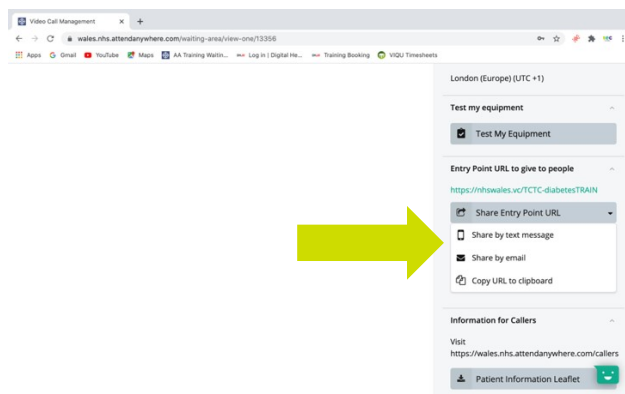 Video Call Management
wales.nhs.attendanywhere.com/waiting-area/view-one/13356
Apps Gmail YouTube Maps AA Training Waitin... Log in | Digital He... Training Booking VIQU Timesheets
London (Europe) (UTC +1)
Test my equipment
Test My Equipment
Entry Point URL to give to people
https://nhswales.vc/TCTC-diabetesTRAIN
Share Entry Point URL
Share by text message
Share by email
Copy URL to clipboard
Information for Callers
Visit
https://wales.nhs.attendanywhere.com/callers
Patient Information Leaflet